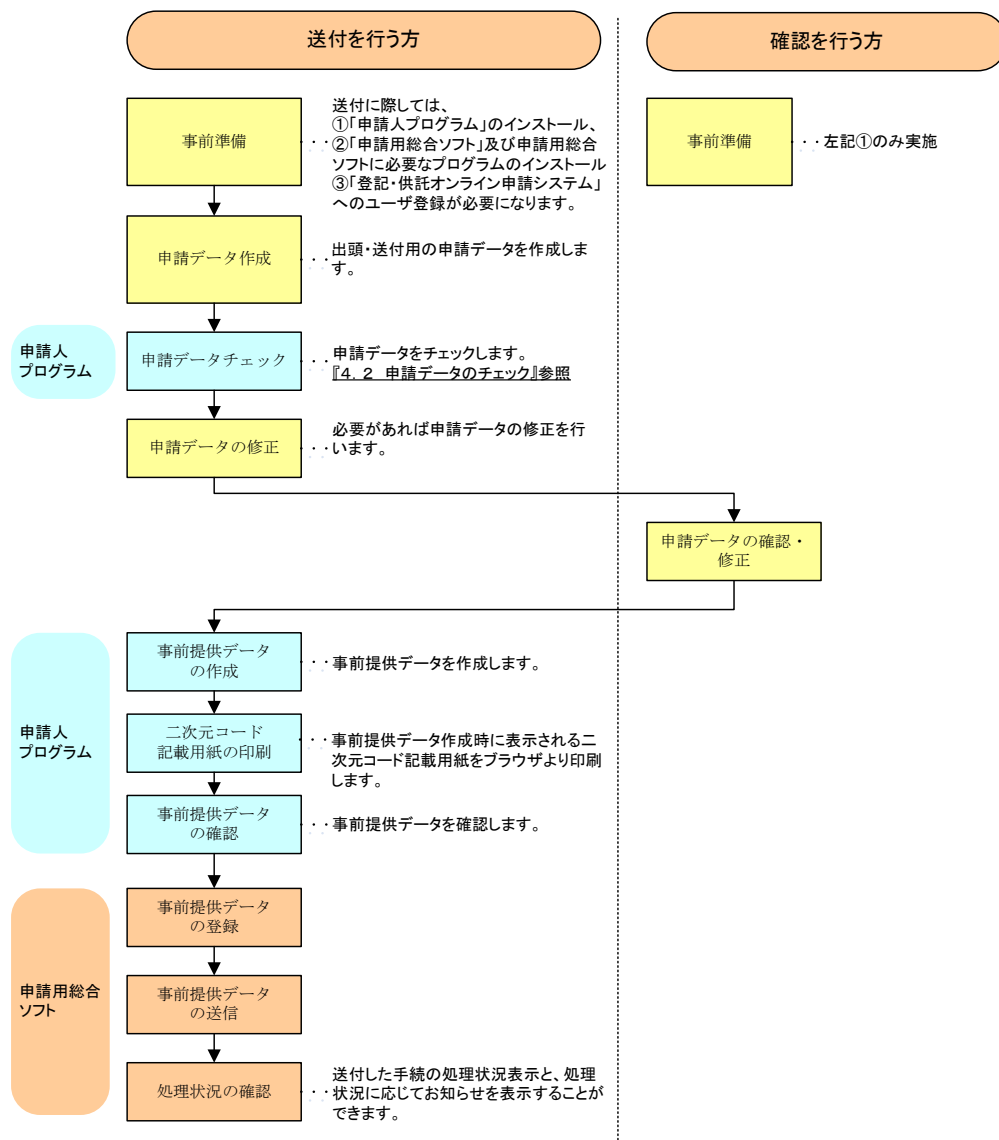 送付を行う方
確認を行う方
事前準備
送付に際しては、
①「申請人プログラム」のインストール、
②「申請用総合ソフト」及び申請用総合
ソフトに必要なプログラムのインストール
③「登記・供託オンライン申請システム」
へのユーザ登録が必要になります。
事前準備
左記①のみ実施
申請データ作成
出頭・送付用の申請データを作成しま
す。
申請人
プログラム
申請データチェック
申請データをチェックします。
『4．2　申請データのチェック』参照
申請データの修正
必要があれば申請データの修正を行
います。
申請データの確認・
修正
申請人
プログラム
事前提供データ
の作成
事前提供データを作成します。
二次元コード
記載用紙の印刷
事前提供データ作成時に表示される二
次元コード記載用紙をブラウザより印刷
します。
事前提供データ
の確認
事前提供データを確認します。
申請用総合
ソフト
事前提供データ
の登録
事前提供データ
の送信
処理状況の確認
送付した手続の処理状況表示と、処理
状況に応じてお知らせを表示することが
できます。